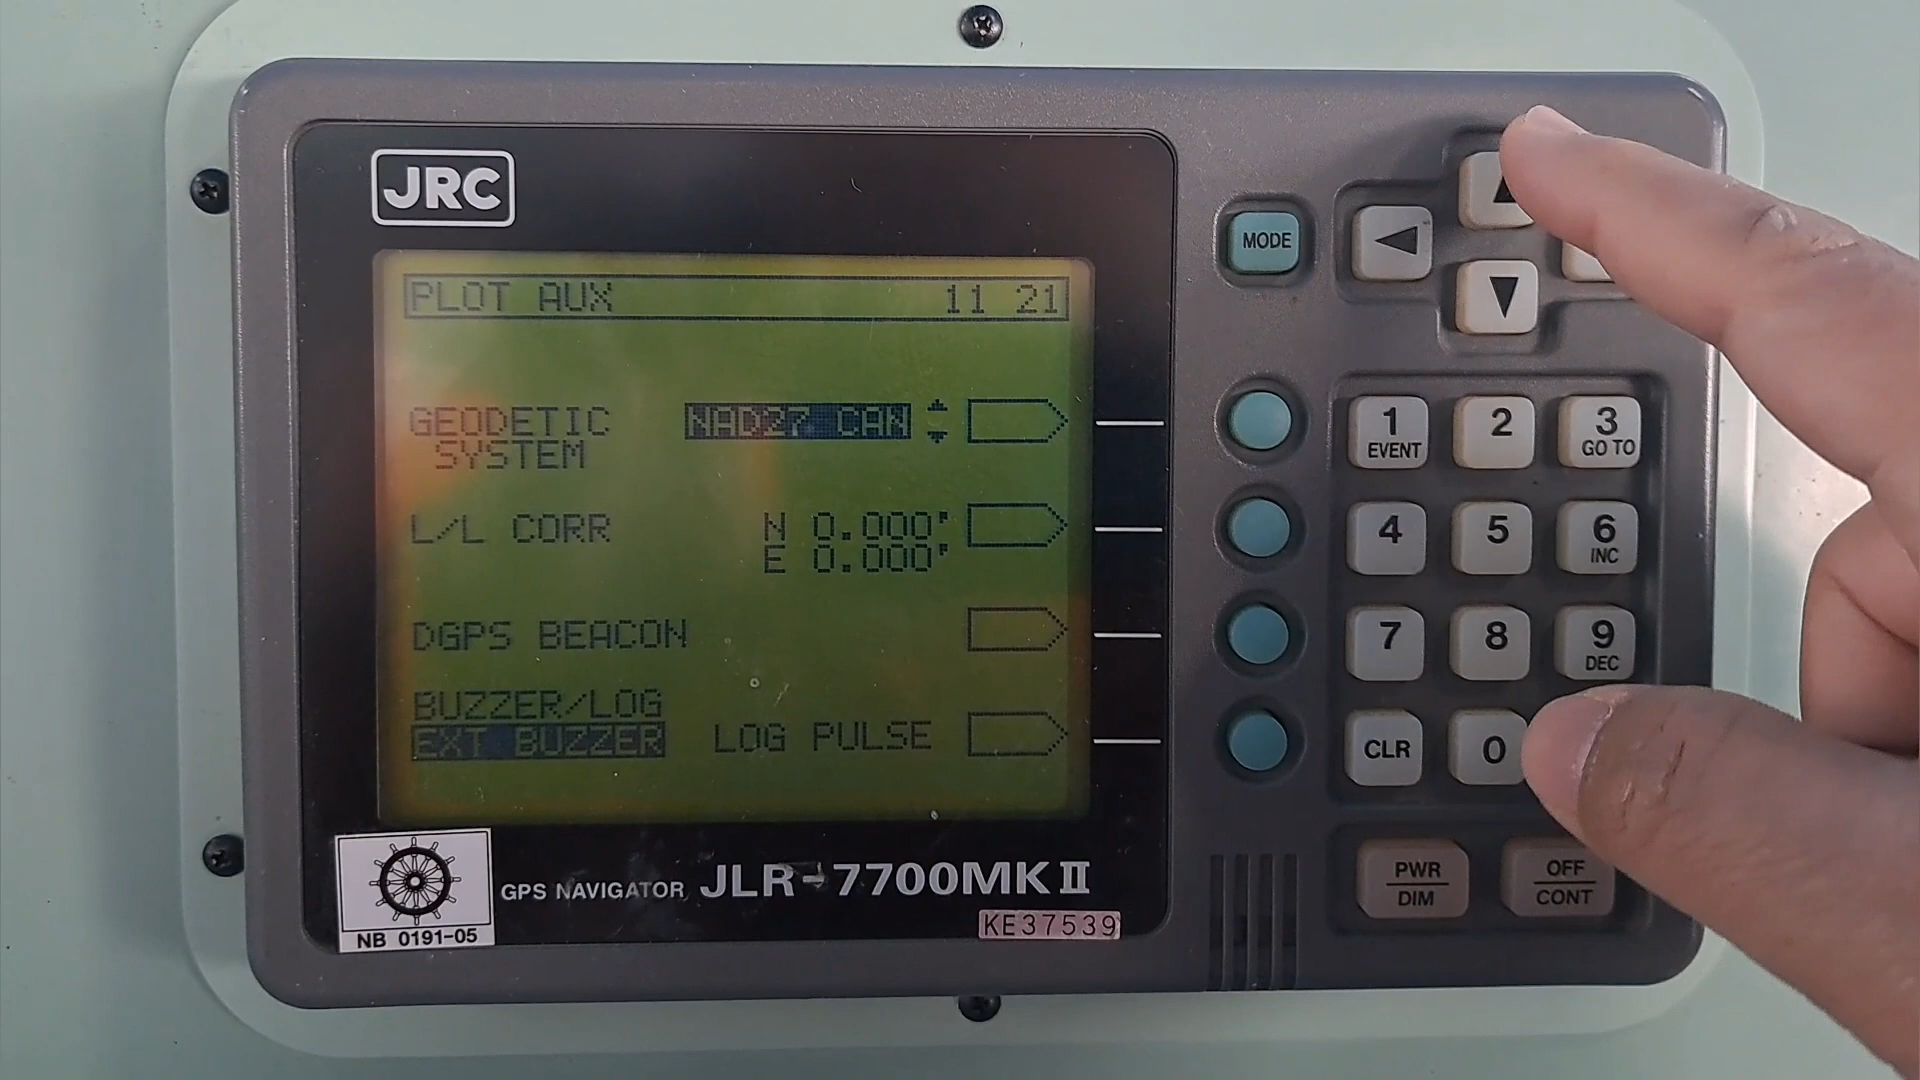 JRC
PLOT AUX 11 21
GEODETIC NAD27 CAN
SYSTEM
L/L CORR N 0.000'
E 0.000'
DGPS BEACON
BUZZER/LOG
EXT BUZZER LOG PULSE
NB 0191-05
GPS NAVIGATOR JLR-7700MKⅡ
KE37539
MODE
1 2 3
EVENT GO TO
4 5 6
INC
7 8 9
DEC
CLR 0
PWR OFF
DIM CONT